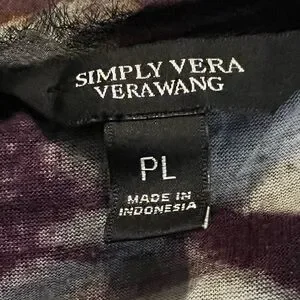 SIMPLY VERA
VERAWANG
PL
MADE IN
INDONESIA